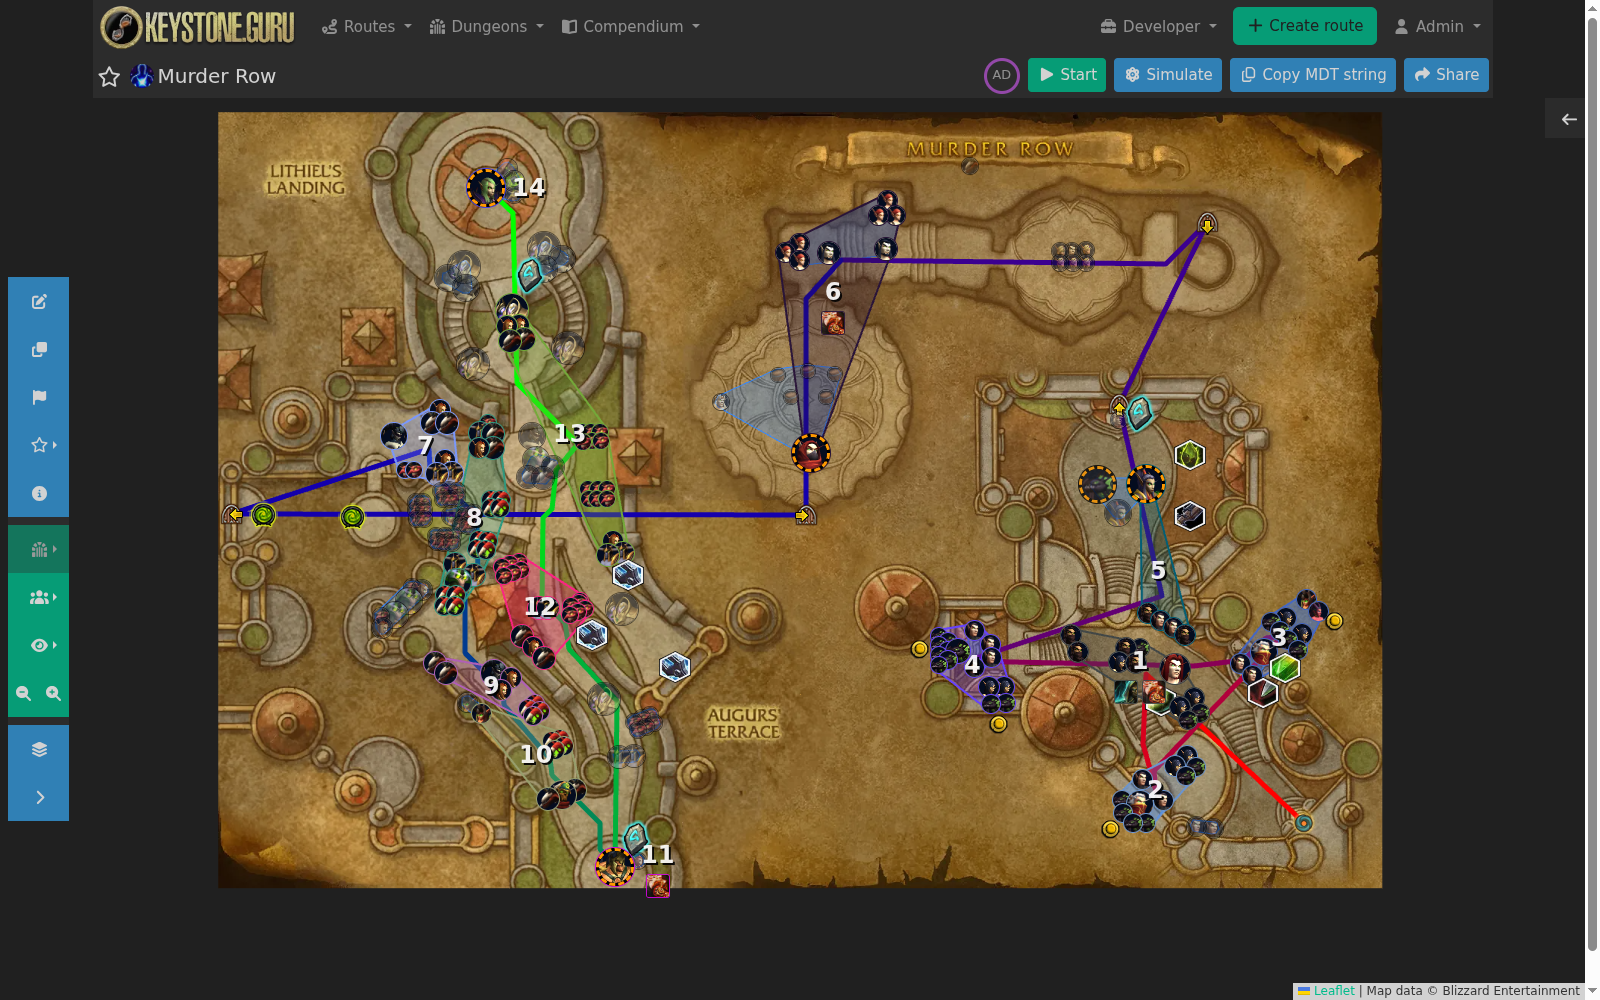 KEYSTONE.GURU
Routes
Dungeons
Compendium
Developer
Create route
Admin
Murder Row
AD
Start
Simulate
Copy MDT string
Share
LITHIEL'S
LANDING
MURDER ROW
14
6
13
7
8
5
12
1
3
4
9
AUGURS'
TERRACE
10
2
11
Leaflet | Map data © Blizzard Entertainment